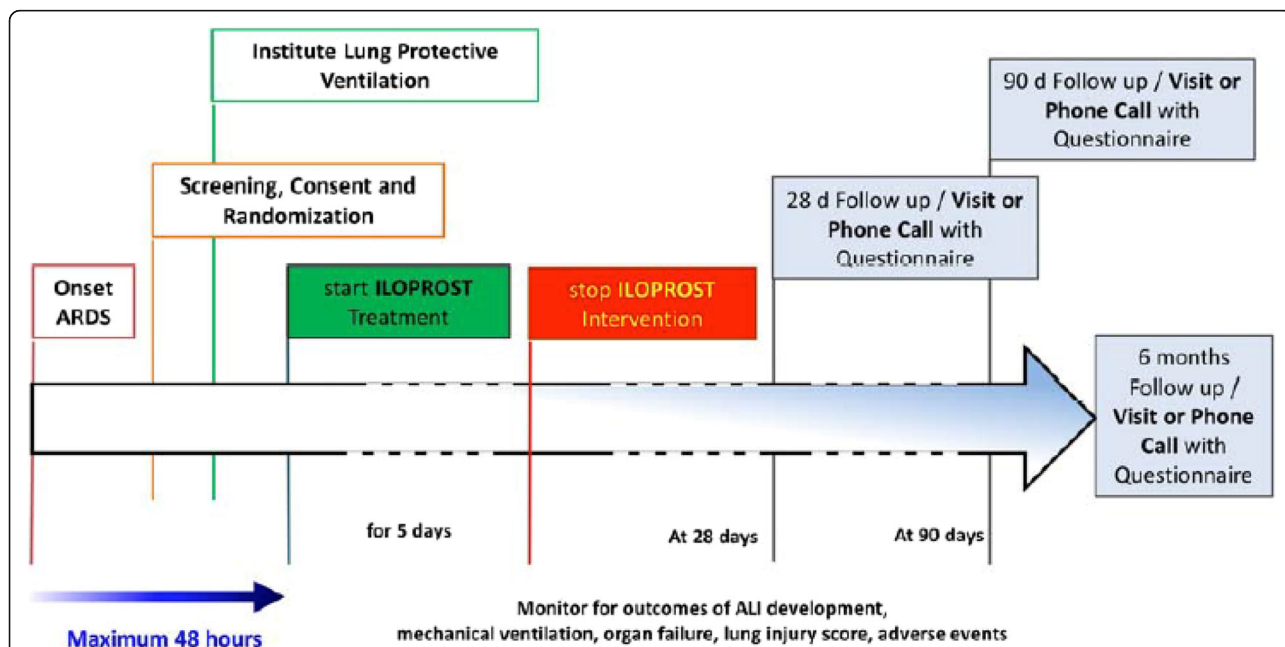 Institute Lung Protective
Ventilation
90 d Follow up / Visit or
Phone Call with
Questionnaire
Screening, Consent and
Randomization
28 d Follow up / Visit or
Phone Call with
Questionnaire
Onset
ARDS
start ILOPROST
Treatment
stop ILOPROST
Intervention
6 months
Follow up /
Visit or Phone
Call with
Questionnaire
for 5 days
At 28 days
At 90 days
Maximum 48 hours
Monitor for outcomes of ALI development,
mechanical ventilation, organ failure, lung injury score, adverse events